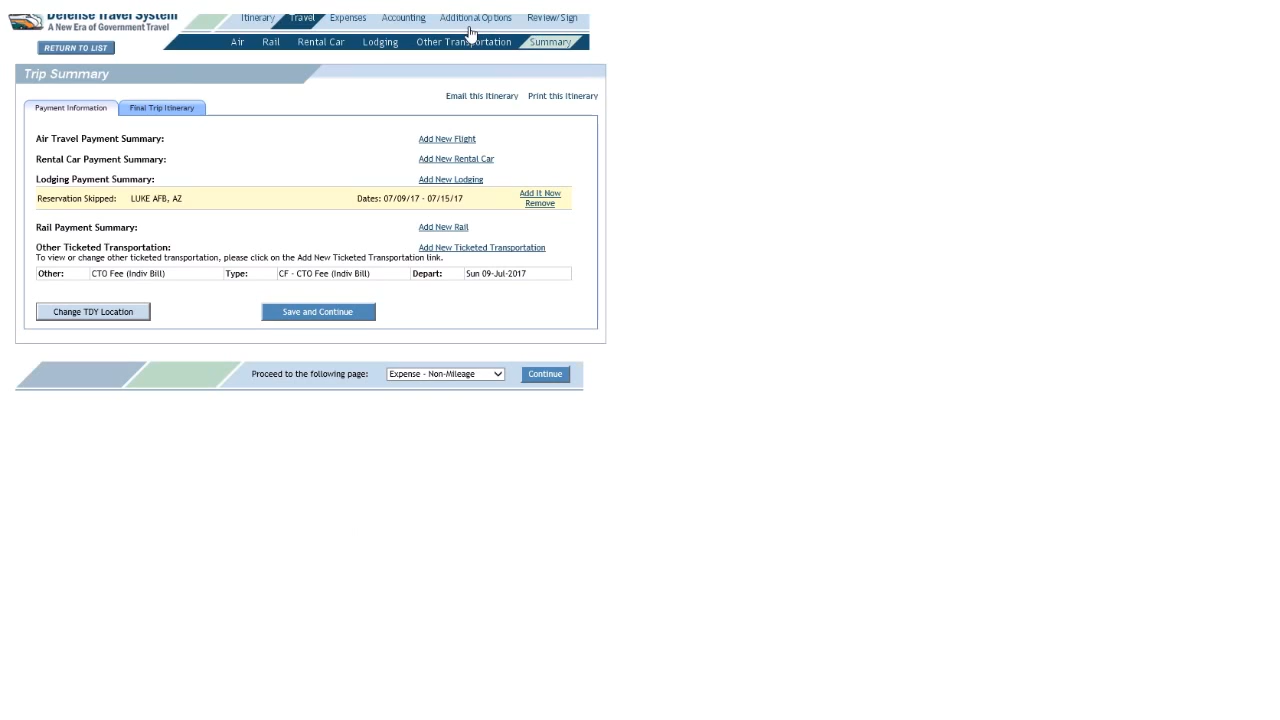 Defense Travel System
A New Era of Government Travel
Itinerary Travel Expenses Accounting Additional Options Review/Sign
RETURN TO LIST
Air Rail Rental Car Lodging Other Transportation Summary
Trip Summary
Email this Itinerary Print this Itinerary
Payment Information Final Trip Itinerary
Air Travel Payment Summary: Add New Flight
Rental Car Payment Summary: Add New Rental Car
Lodging Payment Summary: Add New Lodging
Reservation Skipped: LUKE AFB, AZ Dates: 07/09/17 - 07/15/17 Add It Now
Remove
Rail Payment Summary: Add New Rail
Other Ticketed Transportation: Add New Ticketed Transportation
To view or change other ticketed transportation, please click on the Add New Ticketed Transportation link.
Other: CTO Fee (Indiv Bill) Type: CF - CTO Fee (Indiv Bill) Depart: Sun 09-Jul-2017
Change TDY Location Save and Continue
Proceed to the following page: Expense - Non-Mileage Continue